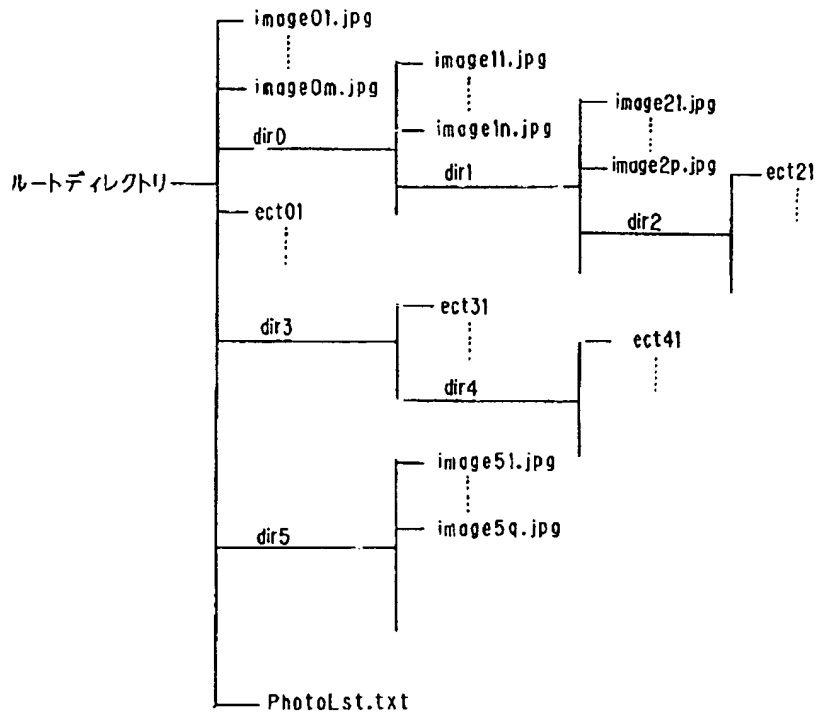 image01.jpg
image0m.jpg
dir0
image11.jpg
image1n.jpg
dir1
image21.jpg
image2p.jpg
dir2
ect21
ルートディレクトリ
ect01
dir3
ect31
dir4
ect41
dir5
image51.jpg
image5q.jpg
PhotoLst.txt